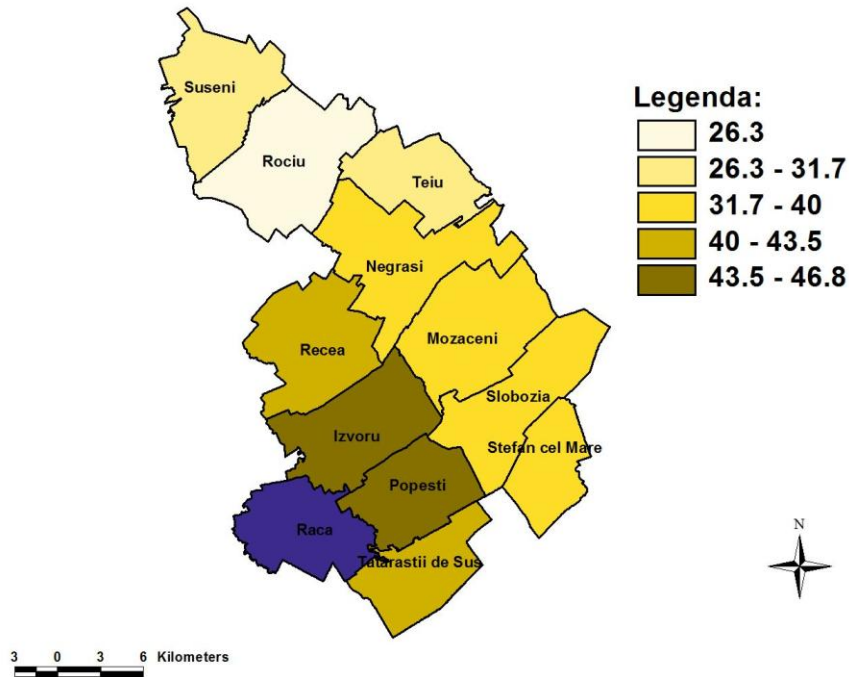 Suseni
Rociu
Teiu
Negrasi
Recea
Mozaceni
Slobozia
Izvoru
Stefan cel Mare
Popesti
Raca
Tatarastii de Sus
Legenda:
26.3
26.3 - 31.7
31.7 - 40
40 - 43.5
43.5 - 46.8
N
3 0 3 6 Kilometers